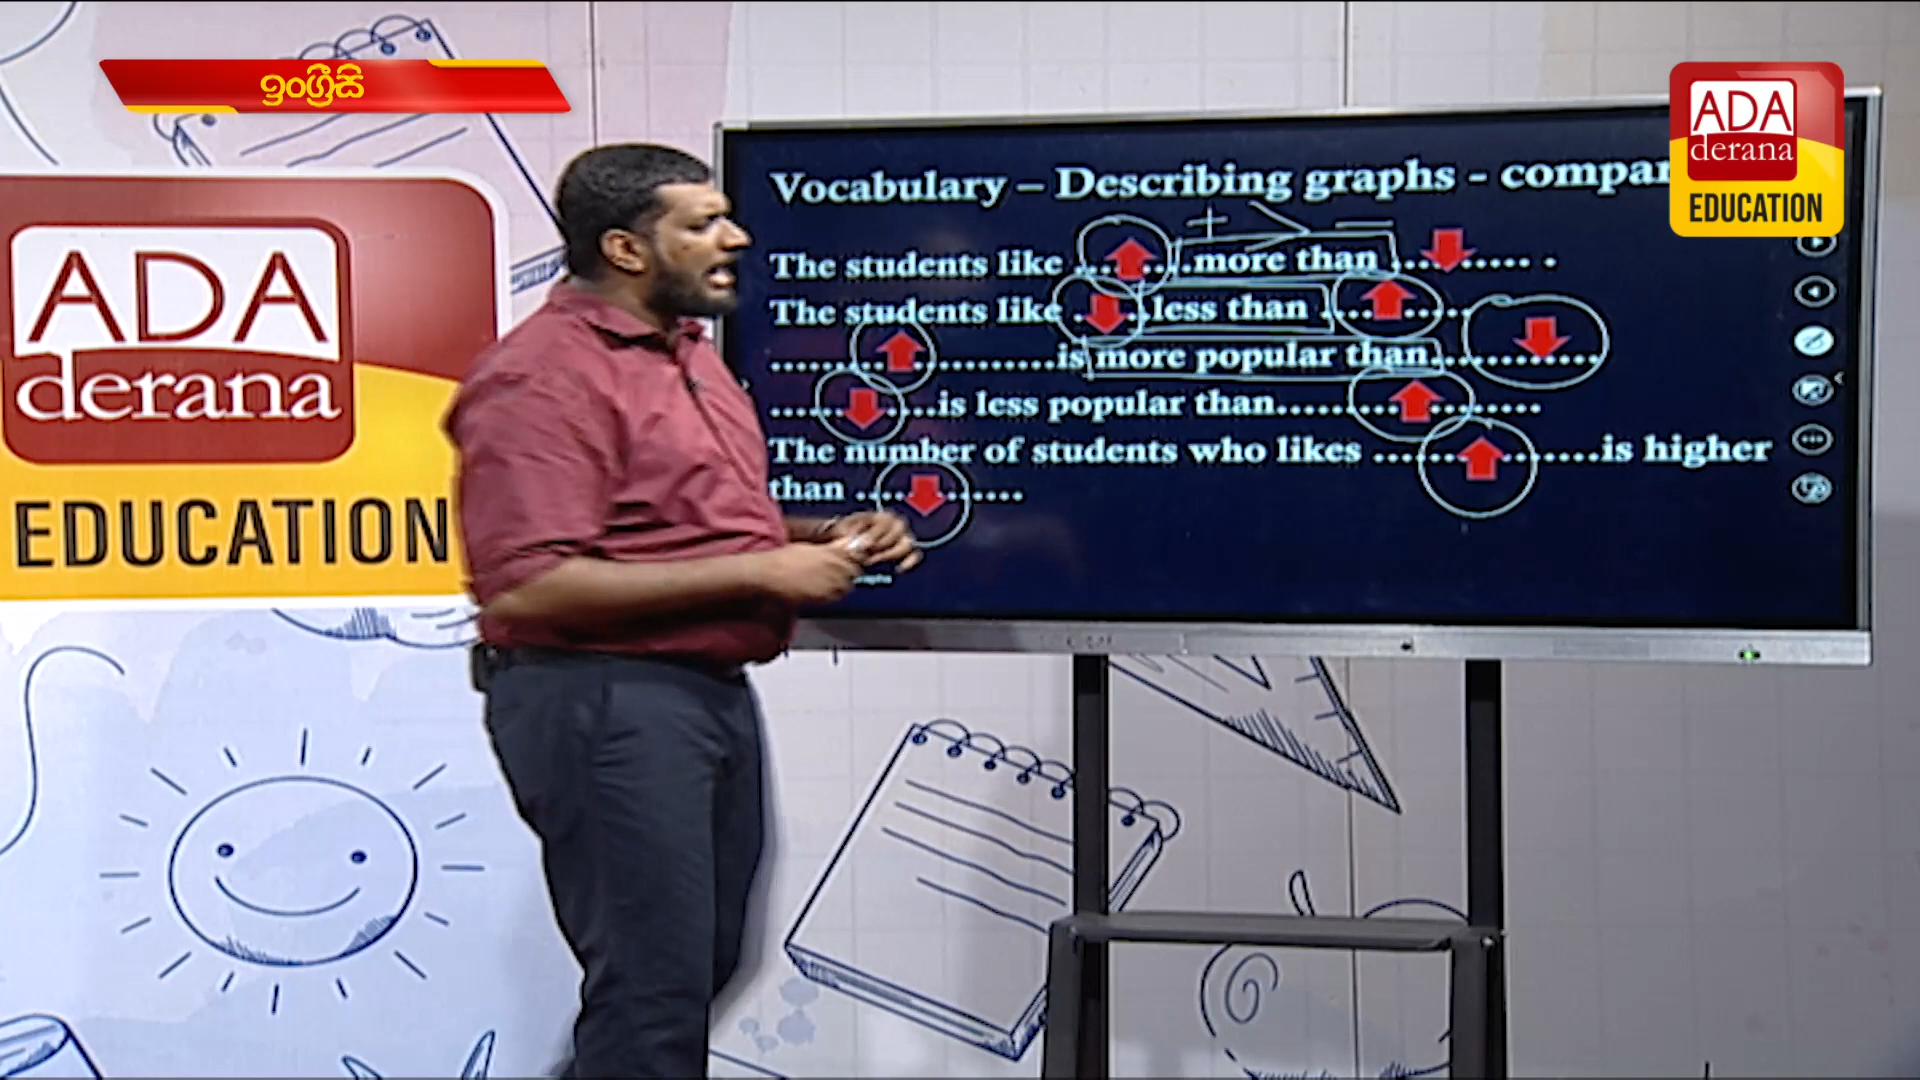 ඉංග්‍රීසි
ADA
derana
EDUCATION
ADA
derana
EDUCATION
Vocabulary – Describing graphs - compar
+ > –
The students like ......... more than ............ .
The students like ......... less than ............
........................is more popular than..............
..............is less popular than......................
The number of students who likes ..................is higher
than ..............